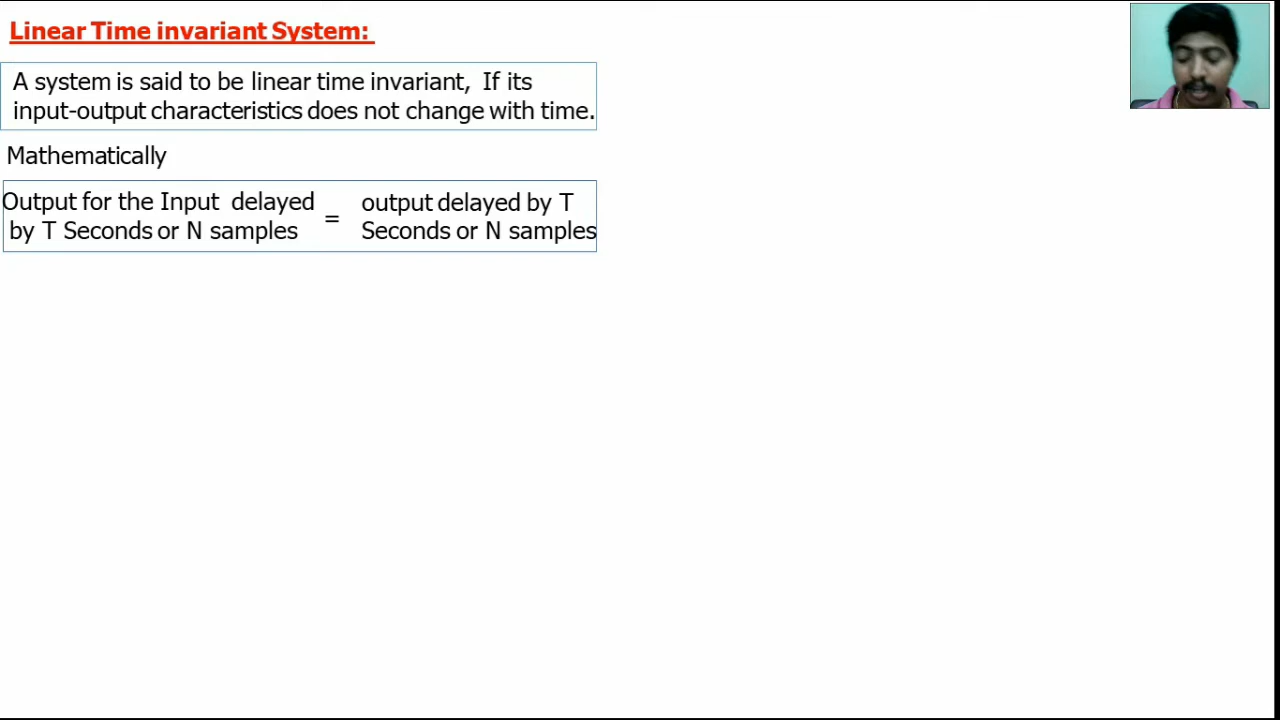 Linear Time invariant System:
A system is said to be linear time invariant, If its
input-output characteristics does not change with time.
Mathematically
Output for the Input delayed
by T Seconds or N samples
=
output delayed by T
Seconds or N samples